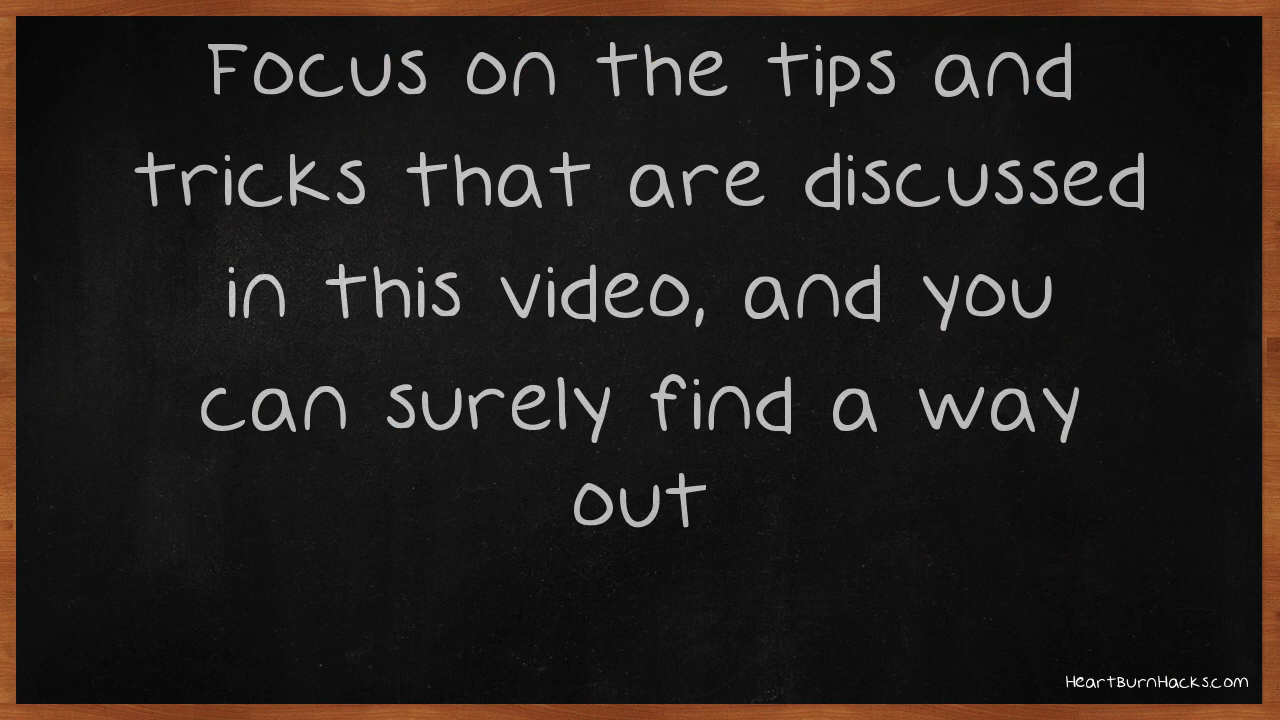 Focus on the tips and
tricks that are discussed
in this video, and you
can surely find a way
out
HeartBurnHacks.com